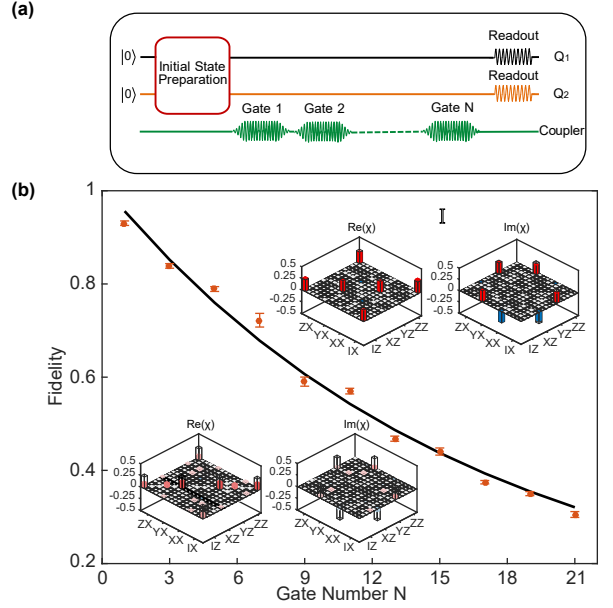 (a)
Readout
|0⟩ Initial State Preparation Q1
Readout
|0⟩ Q2
Gate 1 Gate 2 Gate N
Coupler
(b)
1
0.8
0.6
0.4
0.2
Fidelity
Re(χ) Im(χ)
0.5 0.5
0.25 0.25
0 0
-0.25 -0.25
-0.5 -0.5
ZX YX XX IX IZ XZ YZ ZZ ZX YX XX IX IZ XZ YZ ZZ
Re(χ) Im(χ)
0.5 0.5
0.25 0.25
0 0
-0.25 -0.25
-0.5 -0.5
ZX YX XX IX IZ XZ YZ ZZ ZX YX XX IX IZ XZ YZ ZZ
3 6 9 12 15 18 21
Gate Number N